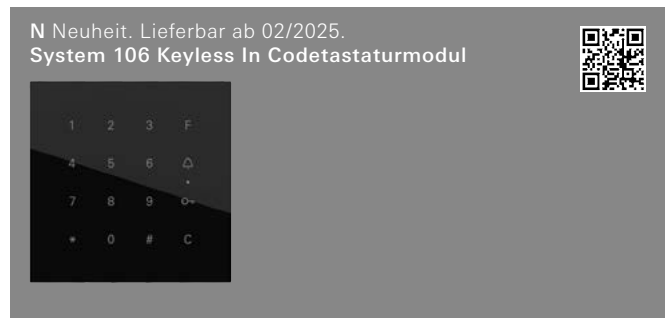 N Neuheit. Lieferbar ab 02/2025.
System 106 Keyless In Codetastaturmodul
1 2 3 F
4 5 6
7 8 9
* 0 # C